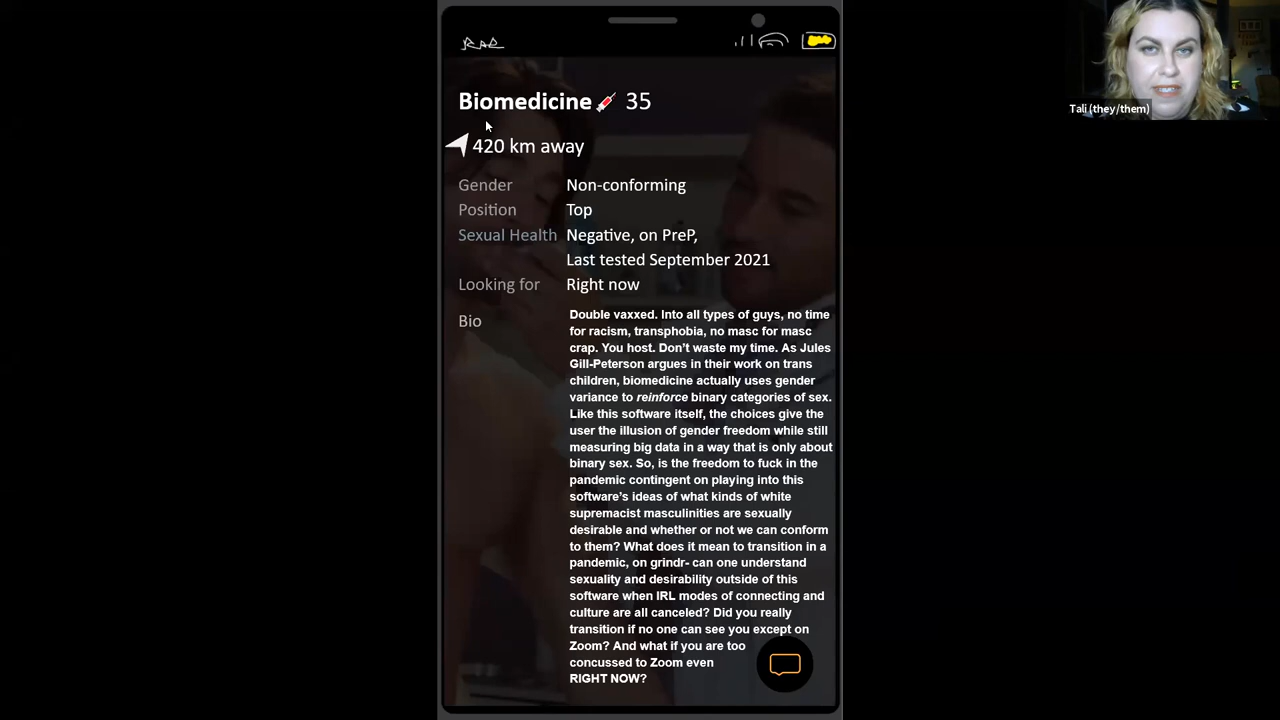 Biomedicine 35
420 km away
Gender Non-conforming
Position Top
Sexual Health Negative, on PreP,
Last tested September 2021
Looking for Right now
Bio
Double vaxxed. Into all types of guys, no time
for racism, transphobia, no masc for masc
crap. You host. Don’t waste my time. As Jules
Gill-Peterson argues in their work on trans
children, biomedicine actually uses gender
variance to reinforce binary categories of sex.
Like this software itself, the choices give the
user the illusion of gender freedom while still
measuring big data in a way that is only about
binary sex. So, is the freedom to fuck in the
pandemic contingent on playing into this
software’s ideas of what kinds of white
supremacist masculinities are sexually
desirable and whether or not we can conform
to them? What does it mean to transition in a
pandemic, on grindr- can one understand
sexuality and desirability outside of this
software when IRL modes of connecting and
culture are all canceled? Did you really
transition if no one can see you except on
Zoom? And what if you are too
concussed to Zoom even
RIGHT NOW?
Tali (they/them)